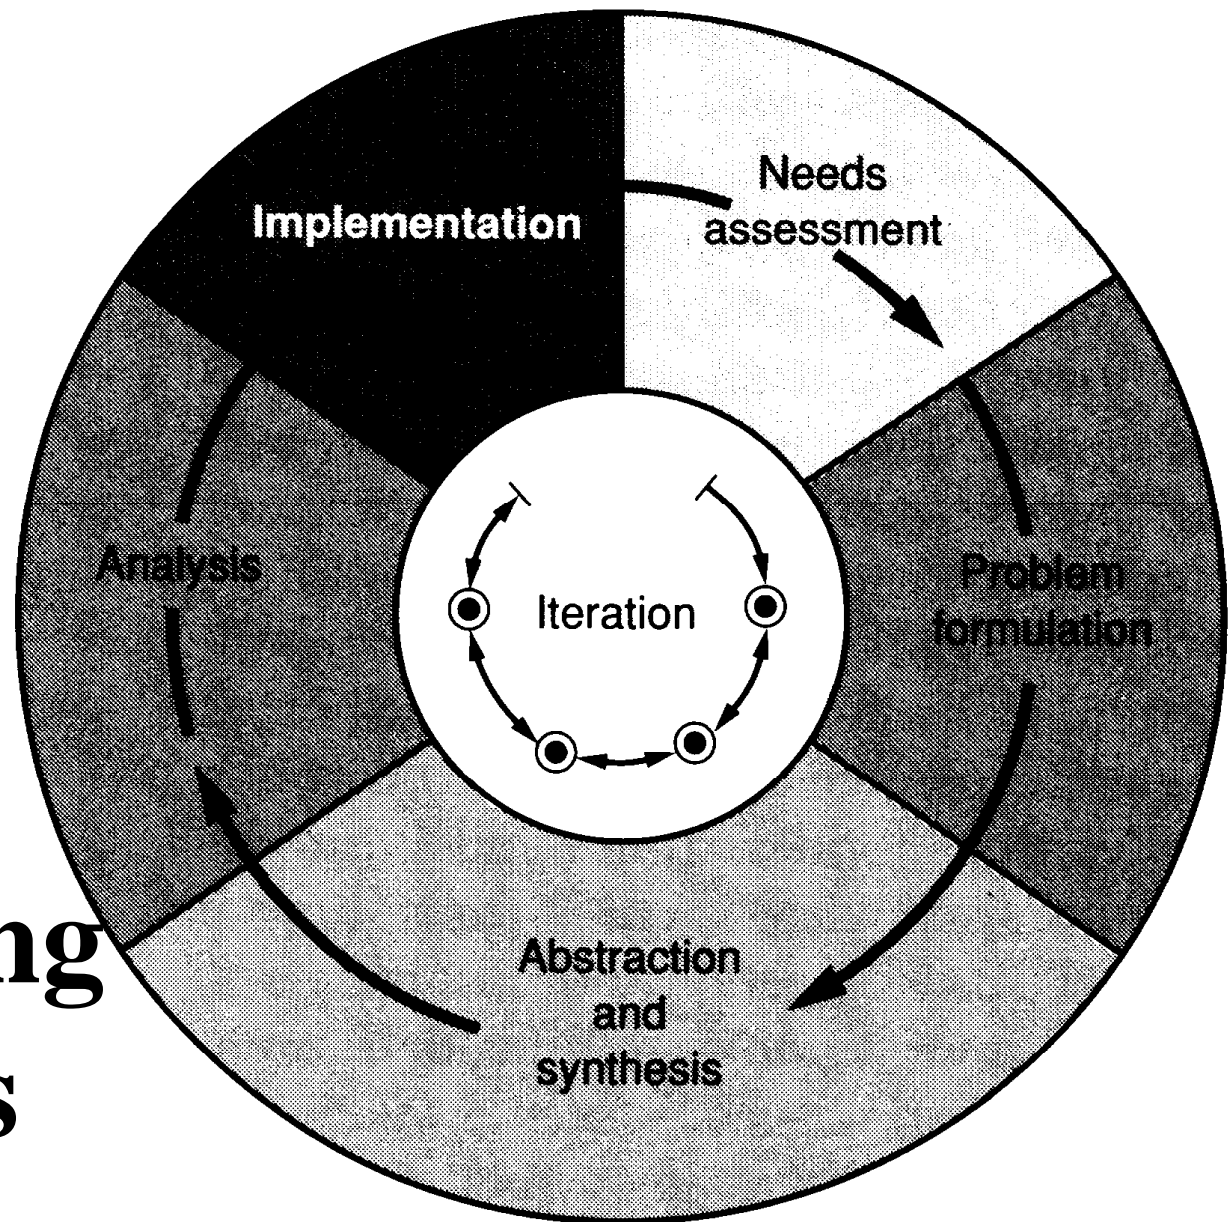 Needs
assessment
Implementation
Analysis
Iteration
Problem
formulation
Abstraction
and
synthesis